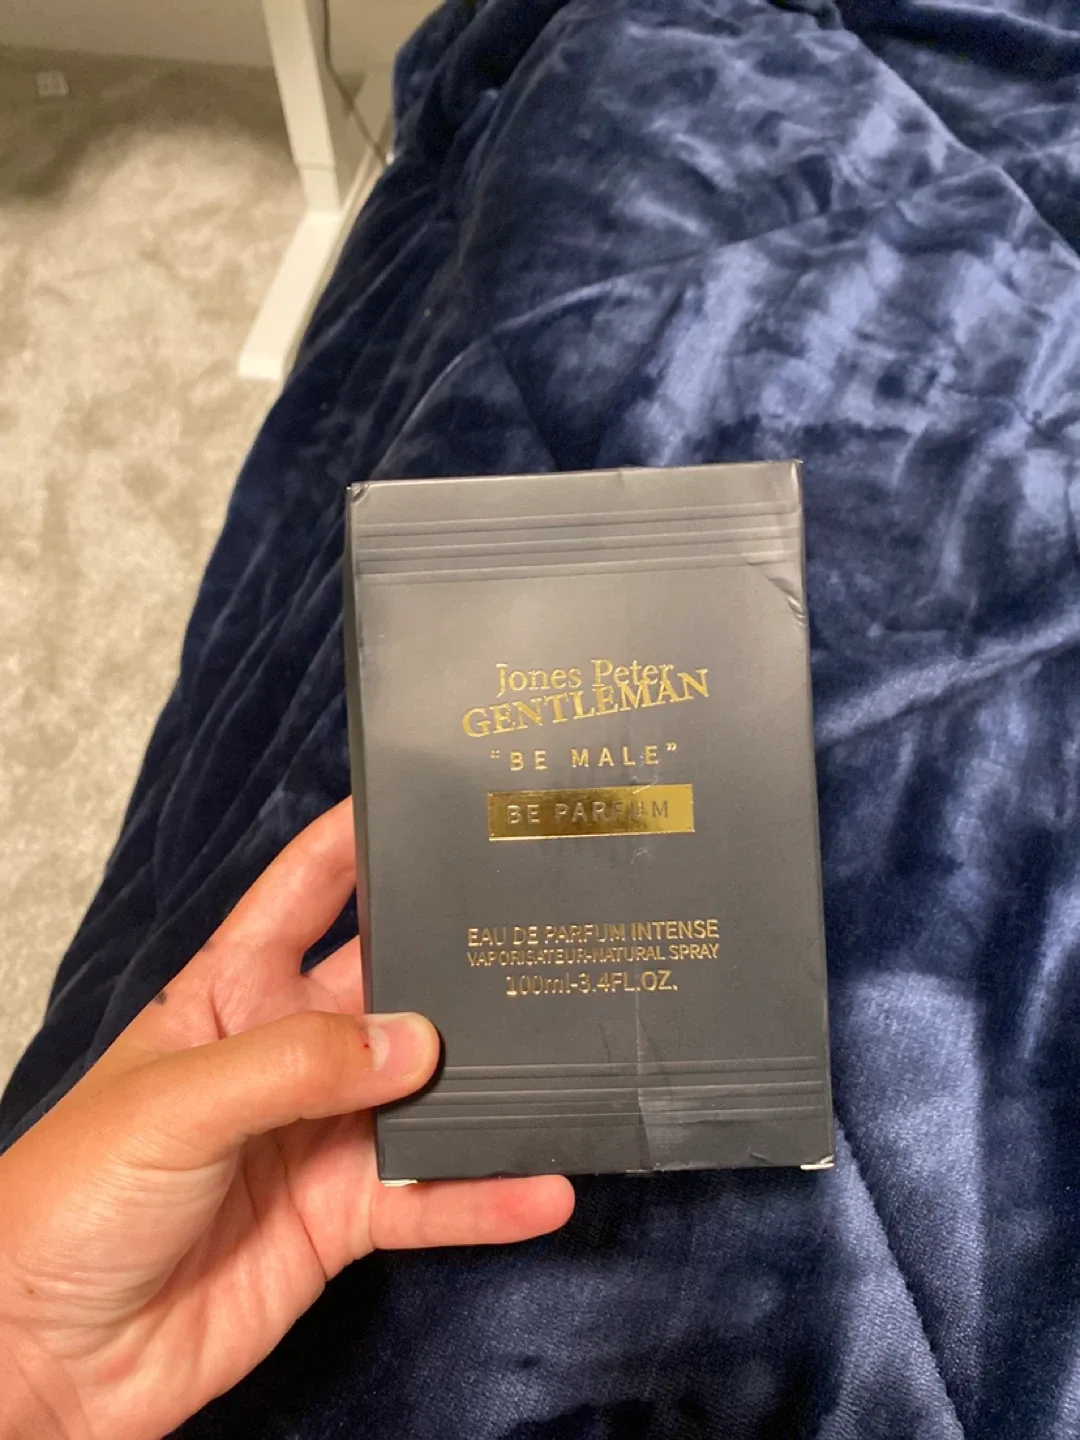 Jones Peter
GENTLEMAN
“BE MALE”
BE PARFUM
EAU DE PARFUM INTENSE
VAPORISATEUR-NATURAL SPRAY
100ml-3.4FL.OZ.